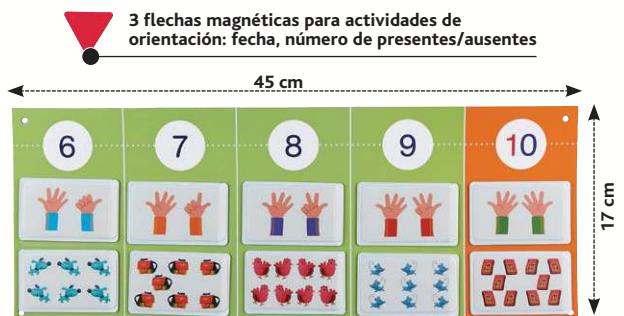 3 flechas magnéticas para actividades de
orientación: fecha, número de presentes/ausentes
45 cm
6 7 8 9 10
17 cm